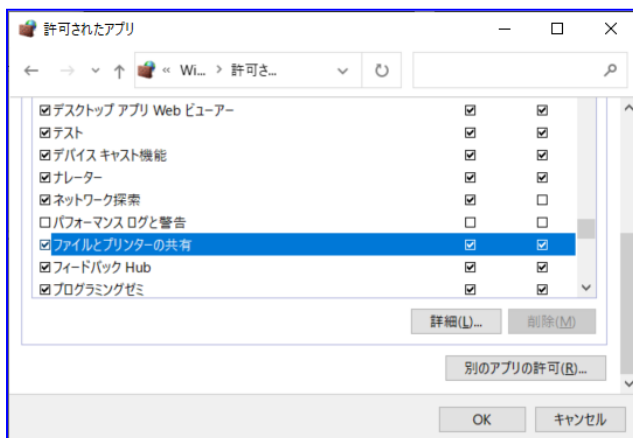 許可されたアプリ
« Wi... > 許可さ...
デスクトップ アプリ Web ビューアー
テスト
デバイス キャスト機能
ナレーター
ネットワーク探索
パフォーマンス ログと警告
ファイルとプリンターの共有
フィードバック Hub
プログラミングゼミ
詳細(L)... 削除(M)
別のアプリの許可(R)...
OK キャンセル